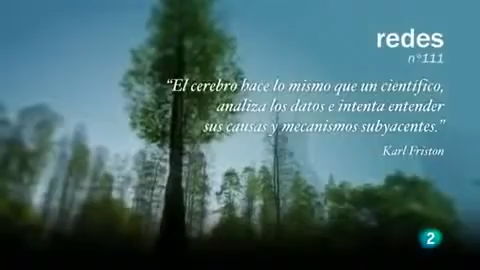 redes
nº111
“El cerebro hace lo mismo que un científico,
analiza los datos e intenta entender
sus causas y mecanismos subyacentes.”
Karl Friston
2